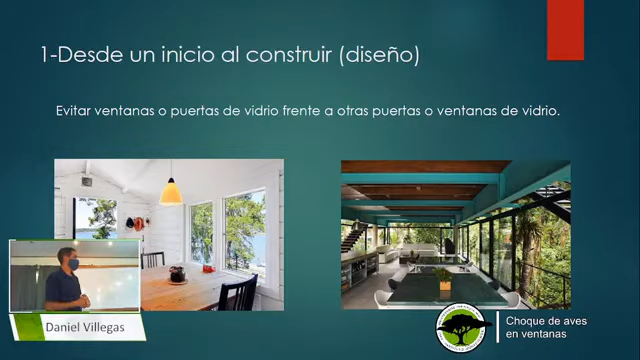 1-Desde un inicio al construir (diseño)
Evitar ventanas o puertas de vidrio frente a otras puertas o ventanas de vidrio.
Daniel Villegas
Choque de aves
en ventanas